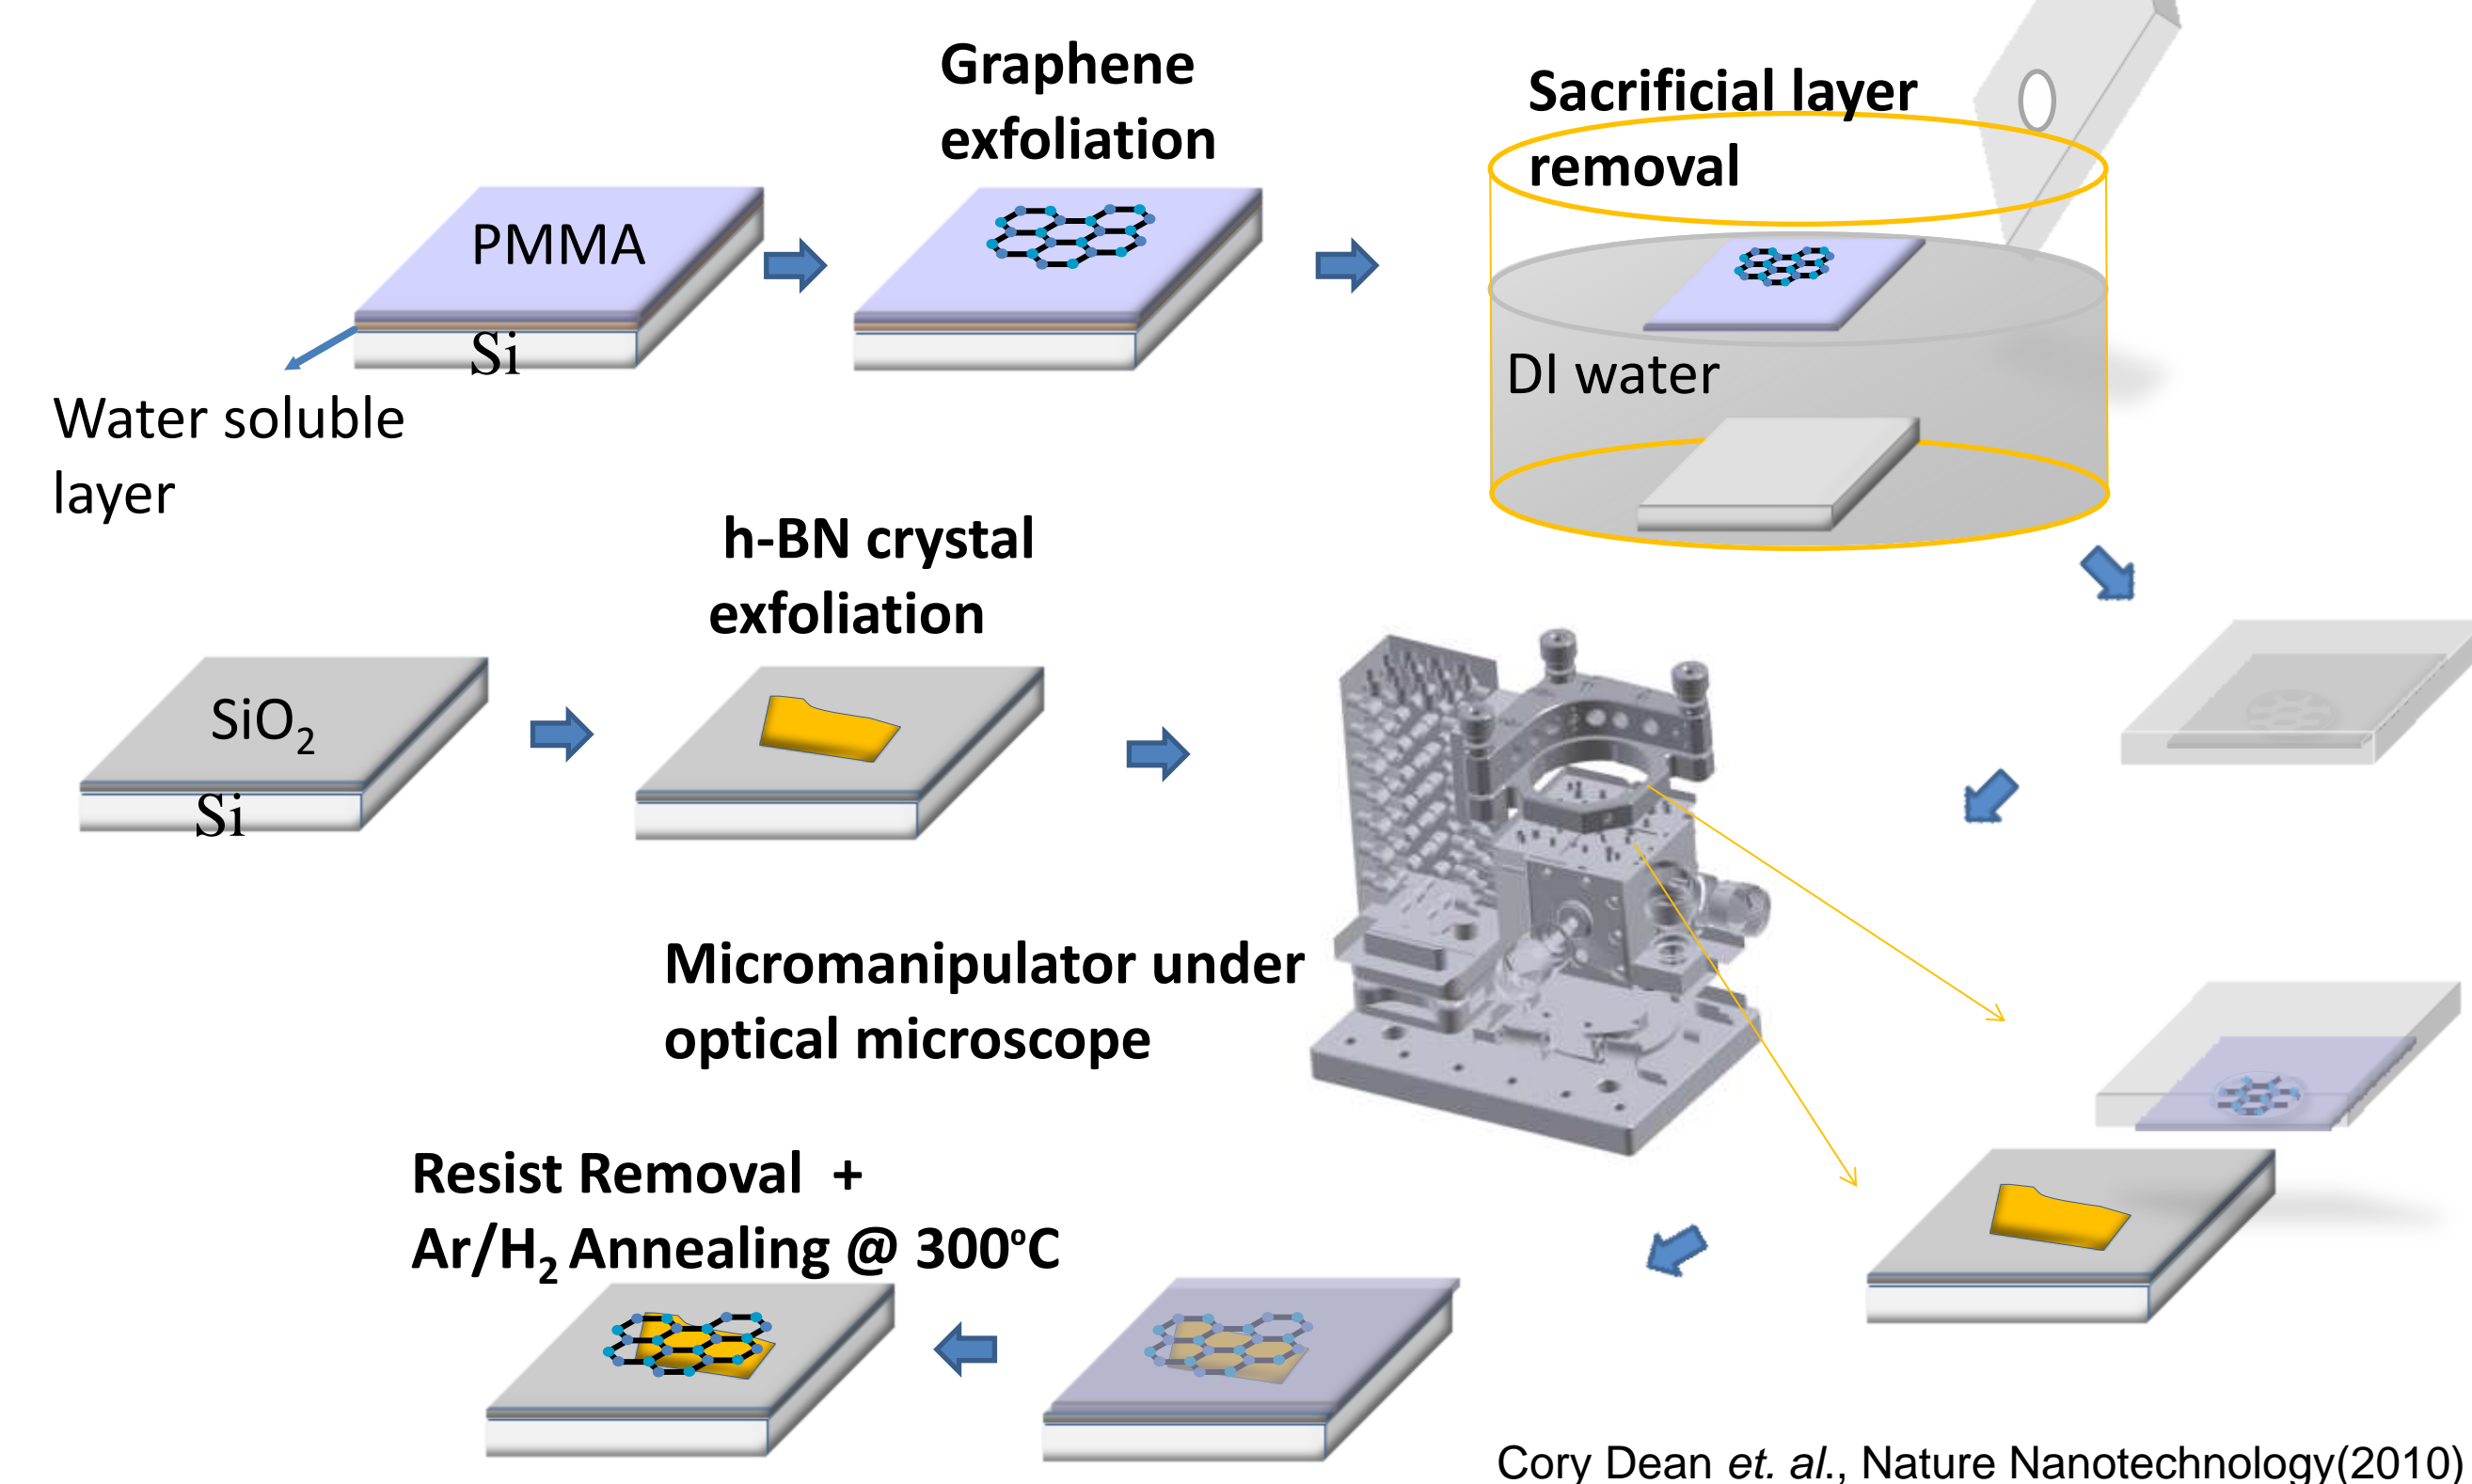 Graphene
exfoliation
Sacrificial layer
removal
PMMA
Si
Water soluble
layer
DI water
h-BN crystal
exfoliation
SiO₂
Si
Micromanipulator under
optical microscope
Resist Removal +
Ar/H₂ Annealing @ 300ºC
Cory Dean et. al., Nature Nanotechnology(2010)